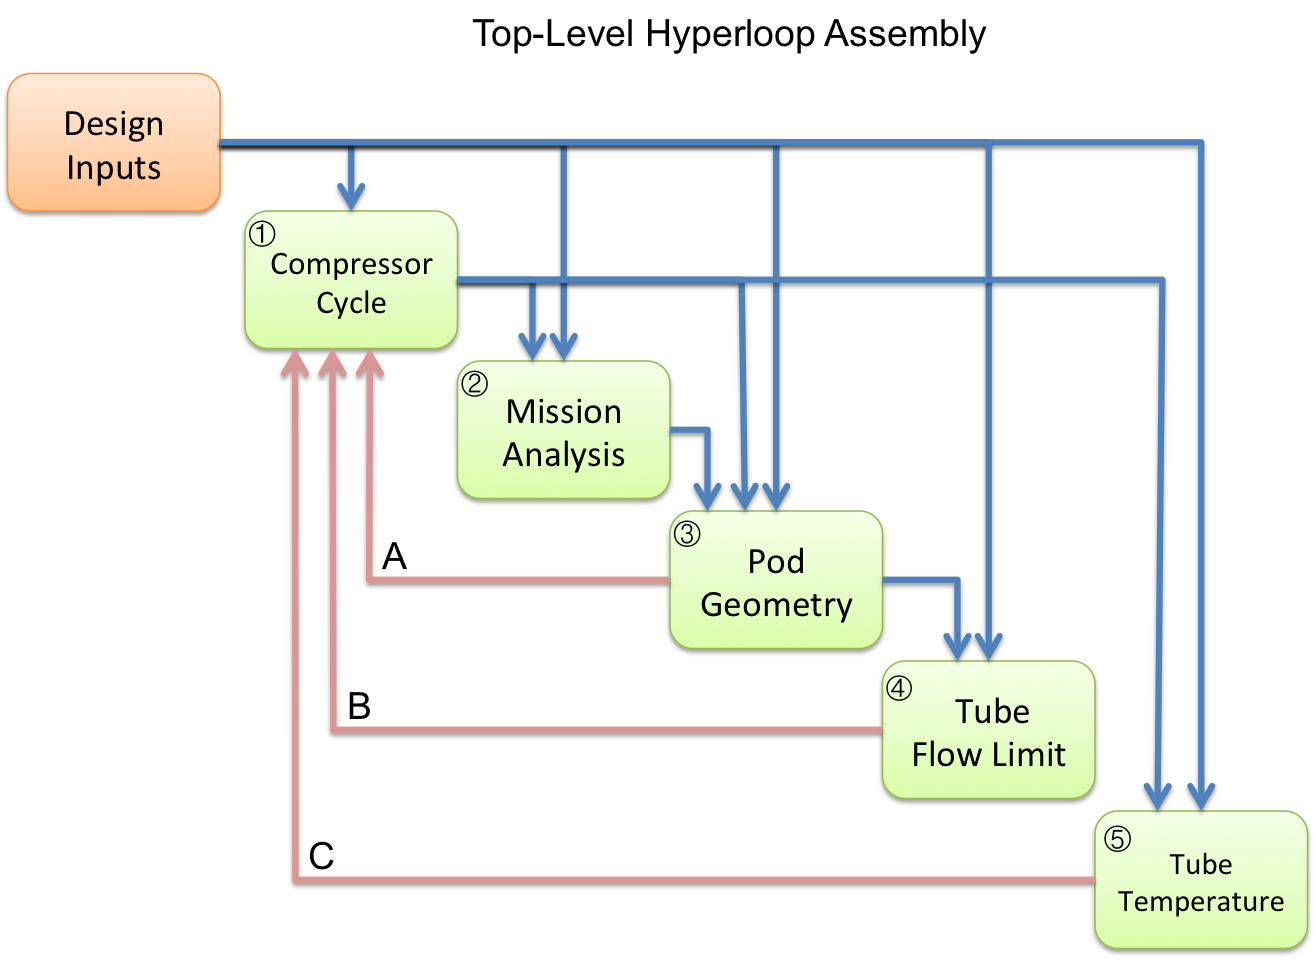 Top-Level Hyperloop Assembly
Design
Inputs
①
Compressor
Cycle
②
Mission
Analysis
③
Pod
Geometry
A
④
Tube
Flow Limit
B
⑤
Tube
Temperature
C